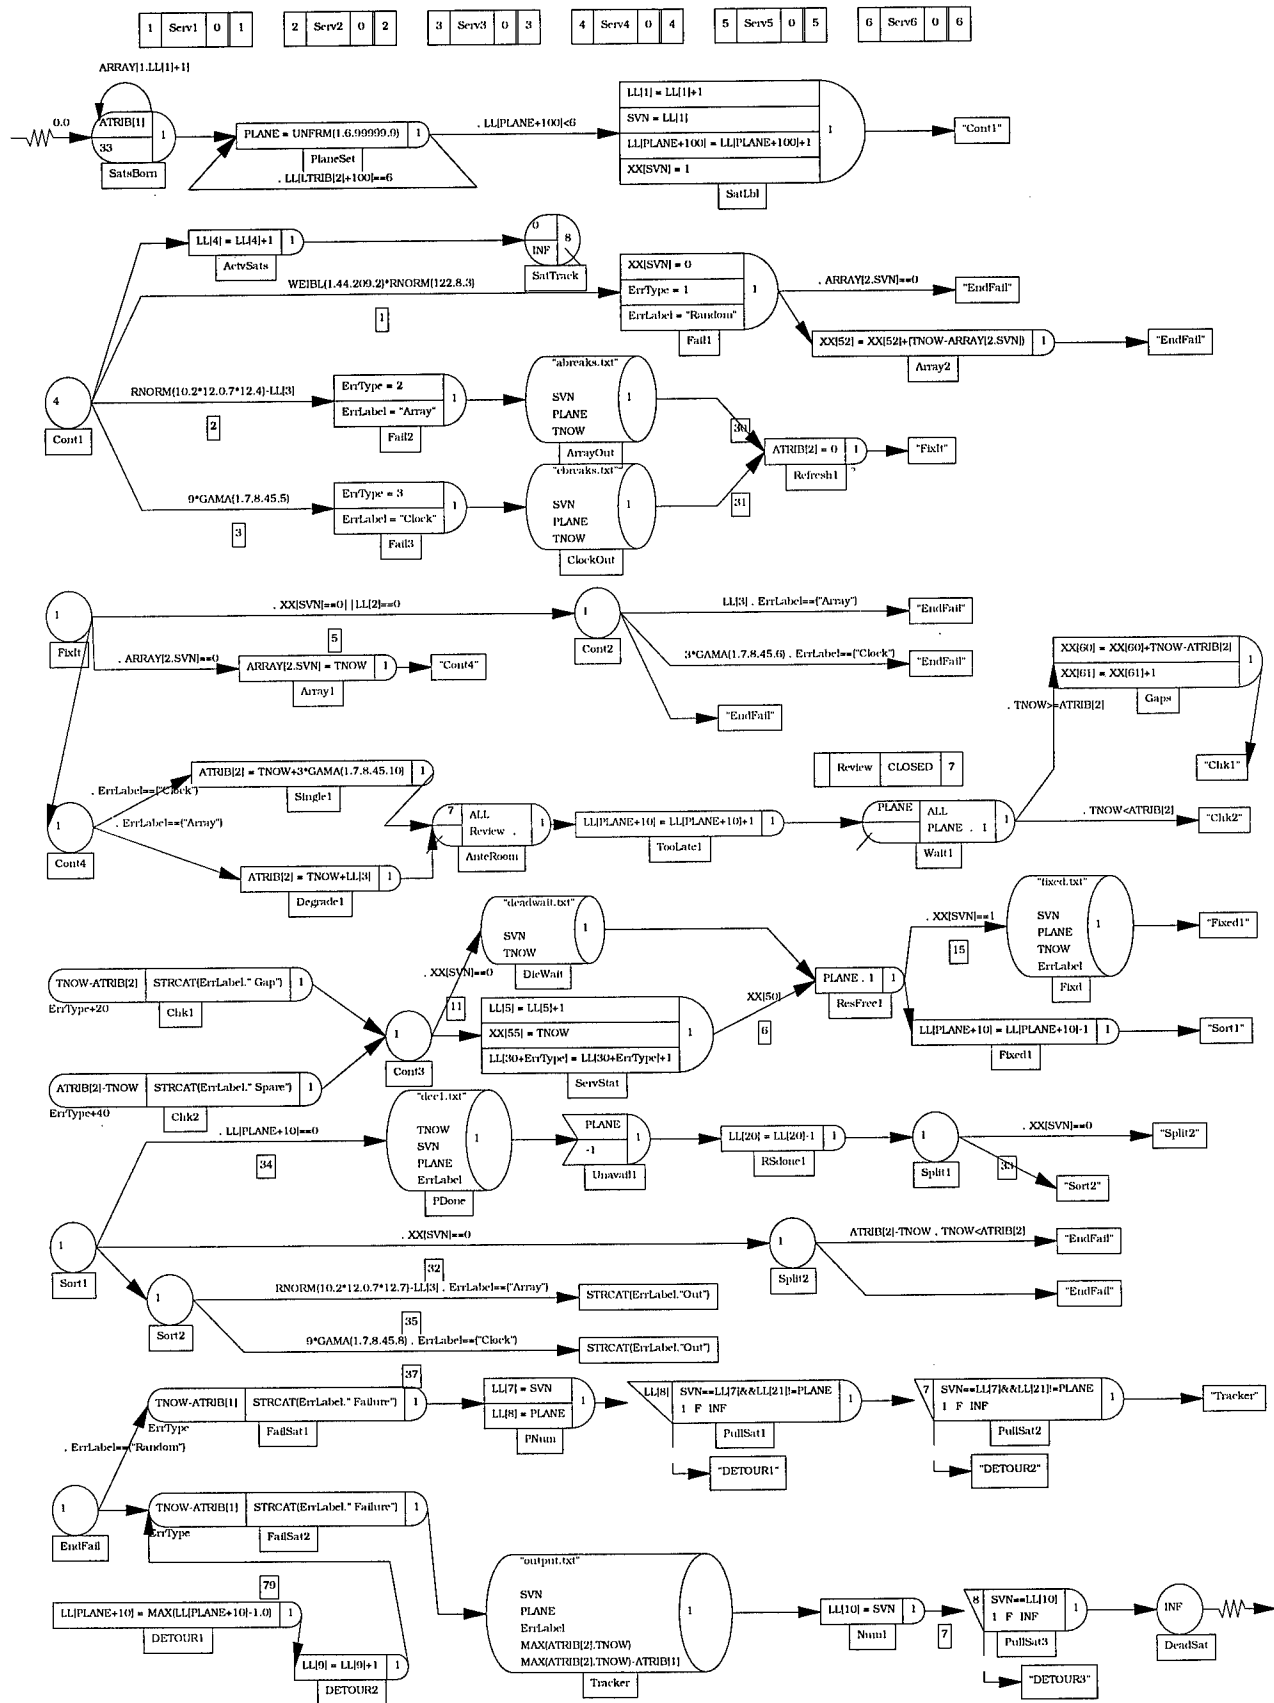 1 Serv1 0 1 2 Serv2 0 2 3 Serv3 0 3 4 Serv4 0 4 5 Serv5 0 5 6 Serv6 0 6
ARRAY[1.LL[1]+1]
0.0
ATRIB[1]
33
1
SatsBorn
PLANE = UNFRM(1.6.99999.9) 1
PlaneSet
. LL[LTRIB[2]+100]==6
. LL[PLANE+100]<6
LL[1] = LL[1]+1
SVN = LL[1]
LL[PLANE+100] = LL[PLANE+100]+1
XX[SVN] = 1
1
SatLbl
"Cont1"
LL[4] = LL[4]+1 1
ActvSats
0
INF
8
SatTrack
WEIBL(1.44.209.2)*RNORM(122.8.3)
1
XX[SVN] = 0
ErrType = 1
ErrLabel = "Random"
1
Fail1
. ARRAY[2.SVN]==0
"EndFail"
XX[52] = XX[52]+(TNOW-ARRAY[2.SVN]) 1
Array2
"EndFail"
4
Cont1
RNORM(10.2*12.0.7*12.4)-LL[3]
2
ErrType = 2
ErrLabel = "Array"
1
Fail2
"abreaks.txt"
SVN
PLANE
TNOW
1
ArrayOut
30
ATRIB[2] = 0 1
Refresh1
"FixIt"
9*GAMA(1.7.8.45.5)
3
ErrType = 3
ErrLabel = "Clock"
1
Fail3
"cbreaks.txt"
SVN
PLANE
TNOW
1
ClockOut
31
1
FixIt
. XX[SVN]==0||LL[2]==0
5
1
Cont2
LL[3] . ErrLabel==("Array")
"EndFail"
3*GAMA(1.7.8.45.6) . ErrLabel==("Clock")
"EndFail"
"EndFail"
. ARRAY[2.SVN]==0
ARRAY[2.SVN] = TNOW 1
Array1
"Cont4"
XX[60] = XX[60]+TNOW-ATRIB[2]
XX[61] = XX[61]+1
1
Gaps
. TNOW>=ATRIB[2]
"Chk1"
Review CLOSED 7
1
Cont4
. ErrLabel==("Clock")
ATRIB[2] = TNOW+3*GAMA(1.7.8.45.10) 1
Single1
. ErrLabel==("Array")
ATRIB[2] = TNOW+LL[3] 1
Degrade1
7
ALL
Review .
1
AnteRoom
LL[PLANE+10] = LL[PLANE+10]+1 1
TooLate1
PLANE
ALL
PLANE . 1
1
Wait1
. TNOW<ATRIB[2]
"Chk2"
TNOW-ATRIB[2] STRCAT(ErrLabel." Gap") 1
ErrType+20
Chk1
ATRIB[2]-TNOW STRCAT(ErrLabel." Spare") 1
ErrType+40
Chk2
1
Cont3
. XX[SVN]==0
11
"deadwait.txt"
SVN
TNOW
1
DieWait
LL[5] = LL[5]+1
XX[55] = TNOW
LL[30+ErrType] = LL[30+ErrType]+1
1
ServStat
XX[50]
6
PLANE . 1 1
ResFree1
. XX[SVN]==1
15
"fixed.txt"
SVN
PLANE
TNOW
ErrLabel
1
Fixd
"Fixed1"
LL[PLANE+10] = LL[PLANE+10]-1 1
Fixed1
"Sort1"
. LL[PLANE+10]==0
34
"dec1.txt"
TNOW
SVN
PLANE
ErrLabel
1
PDone
PLANE
-1
1
Unavail1
LL[20] = LL[20]-1 1
RSdone1
1
Split1
. XX[SVN]==0
"Split2"
33
"Sort2"
1
Sort1
. XX[SVN]==0
32
1
Split2
ATRIB[2]-TNOW . TNOW<ATRIB[2]
"EndFail"
"EndFail"
1
Sort2
RNORM(10.2*12.0.7*12.7)-LL[3] . ErrLabel==("Array")
35
STRCAT(ErrLabel."Out")
9*GAMA(1.7.8.45.8) . ErrLabel==("Clock")
37
STRCAT(ErrLabel."Out")
1
EndFail
. ErrLabel==("Random")
TNOW-ATRIB[1] STRCAT(ErrLabel." Failure") 1
ErrType
FailSat1
LL[7] = SVN
LL[8] = PLANE
1
PNum
LL[8]
SVN==LL[7]&&LL[21]!=PLANE
1 F INF
1
PullSat1
"DETOUR1"
7
SVN==LL[7]&&LL[21]!=PLANE
1 F INF
1
PullSat2
"DETOUR2"
"Tracker"
TNOW-ATRIB[1] STRCAT(ErrLabel." Failure") 1
ErrType
FailSat2
79
LL[PLANE+10] = MAX(LL[PLANE+10]-1.0) 1
DETOUR1
LL[9] = LL[9]+1 1
DETOUR2
"output.txt"
SVN
PLANE
ErrLabel
MAX(ATRIB[2].TNOW)
MAX(ATRIB[2].TNOW)-ATRIB[1]
1
Tracker
LL[10] = SVN 1
Num1
7
8
SVN==LL[10]
1 F INF
1
PullSat3
"DETOUR3"
INF
DeadSat